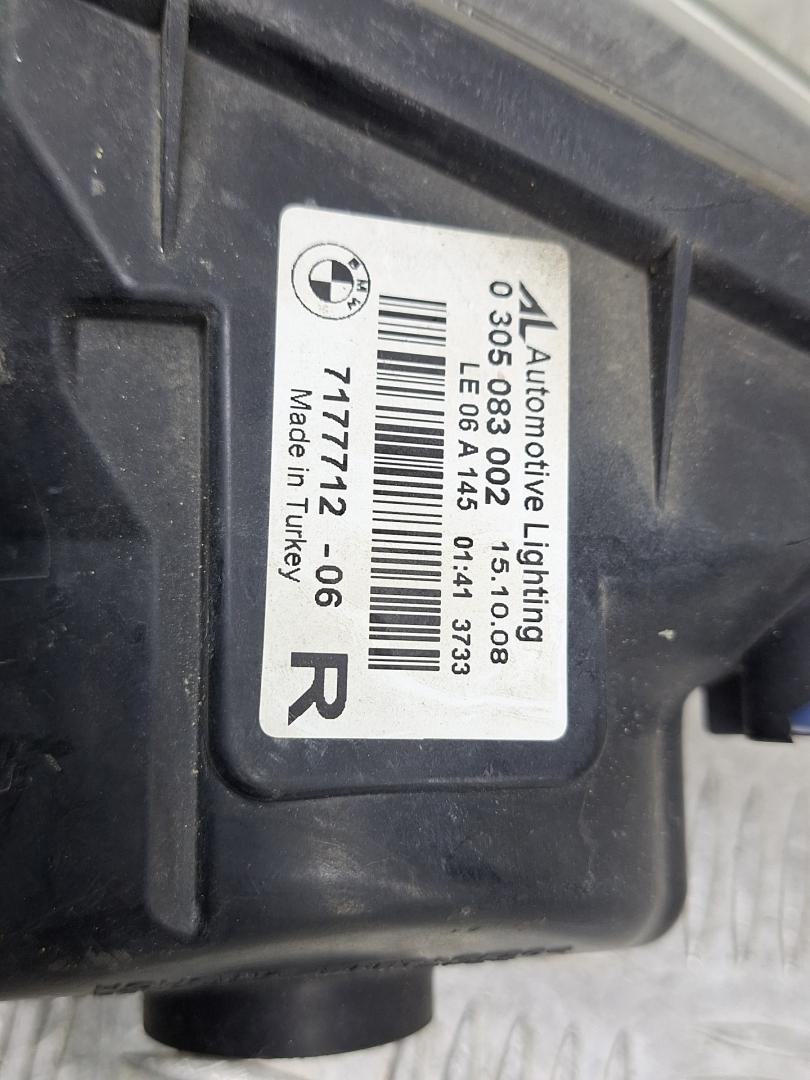 AL Automotive Lighting
0 305 083 002 15.10.08
LE 06 A 145 01:41 3733
BMW
7177712 -06 R
Made in Turkey